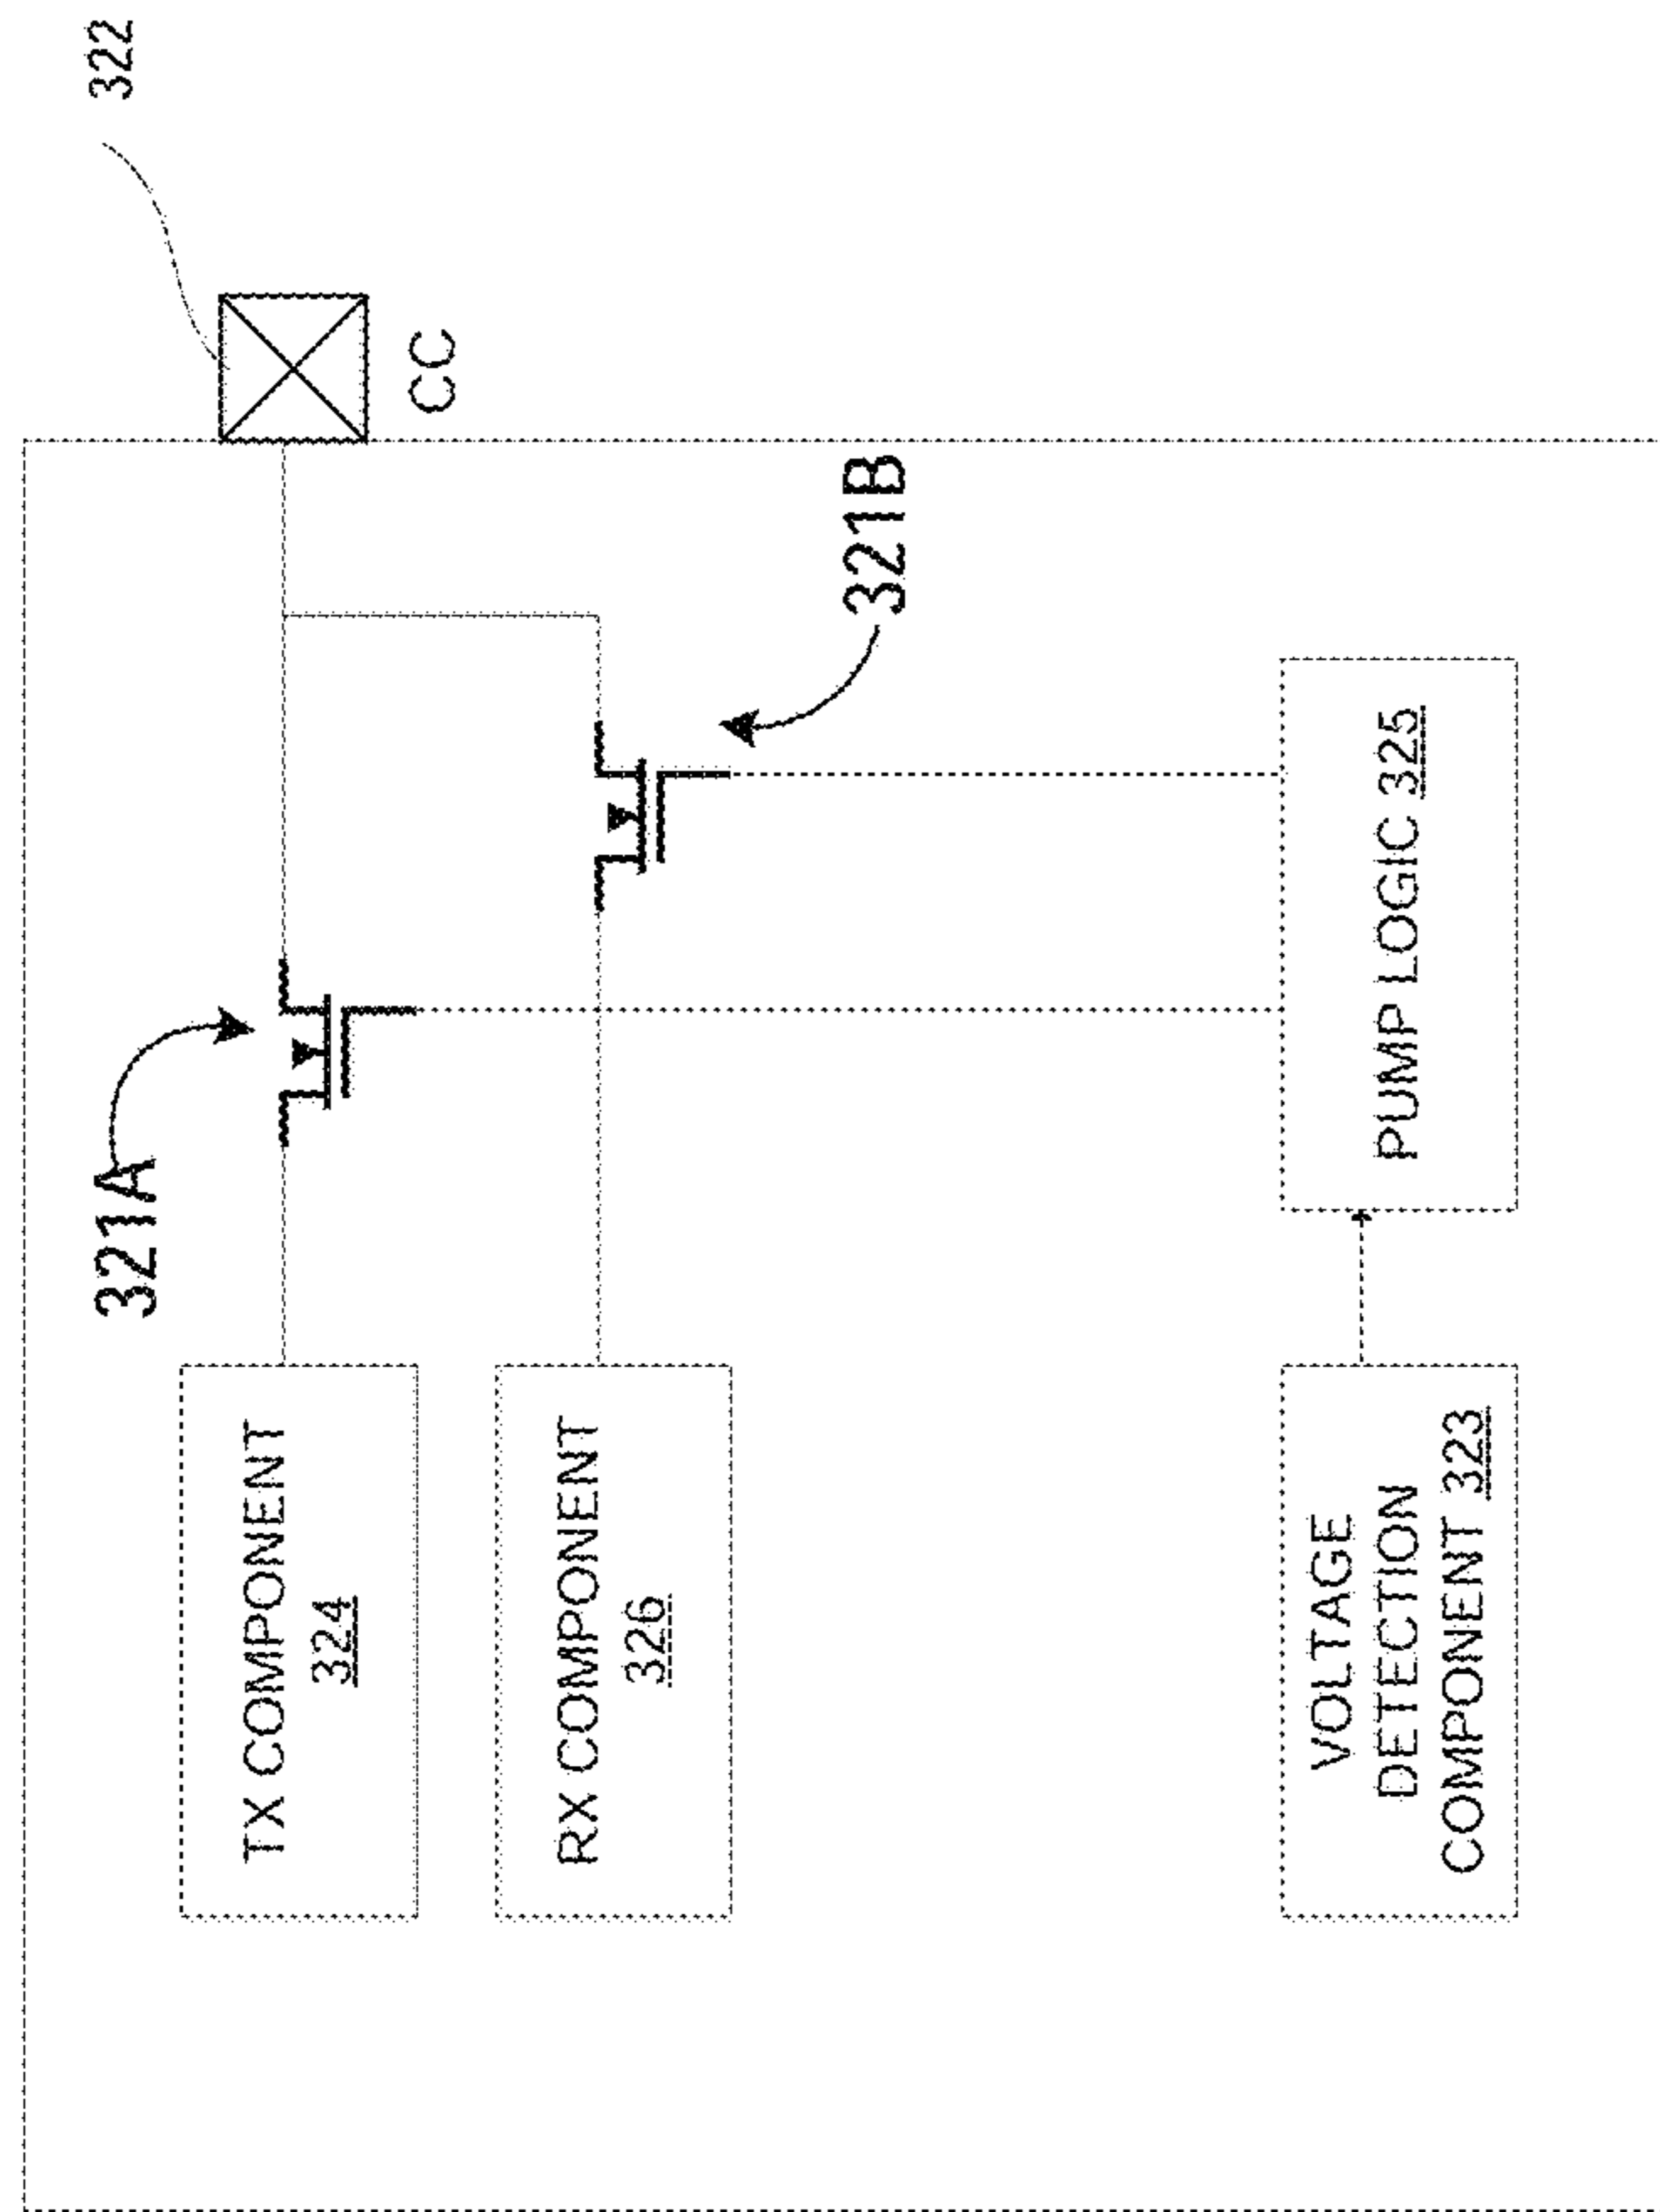 322
CC
321A
321B
TX COMPONENT
324
RX COMPONENT
326
VOLTAGE
DETECTION
COMPONENT 323
PUMP LOGIC 325